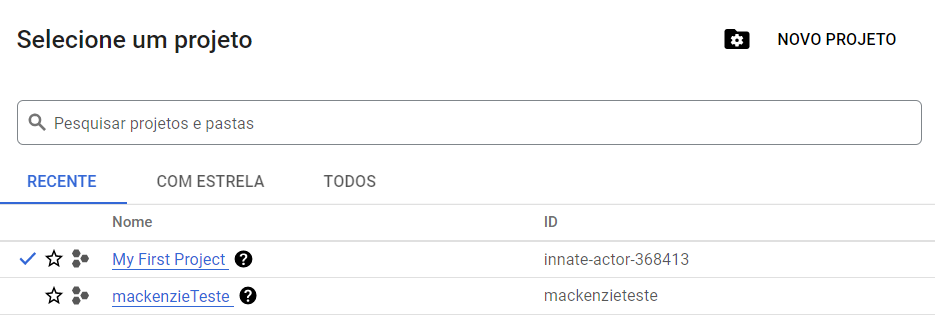 Selecione um projeto
NOVO PROJETO
Pesquisar projetos e pastas
RECENTE COM ESTRELA TODOS
Nome ID
My First Project ? innate-actor-368413
mackenzieTeste ? mackenzieteste